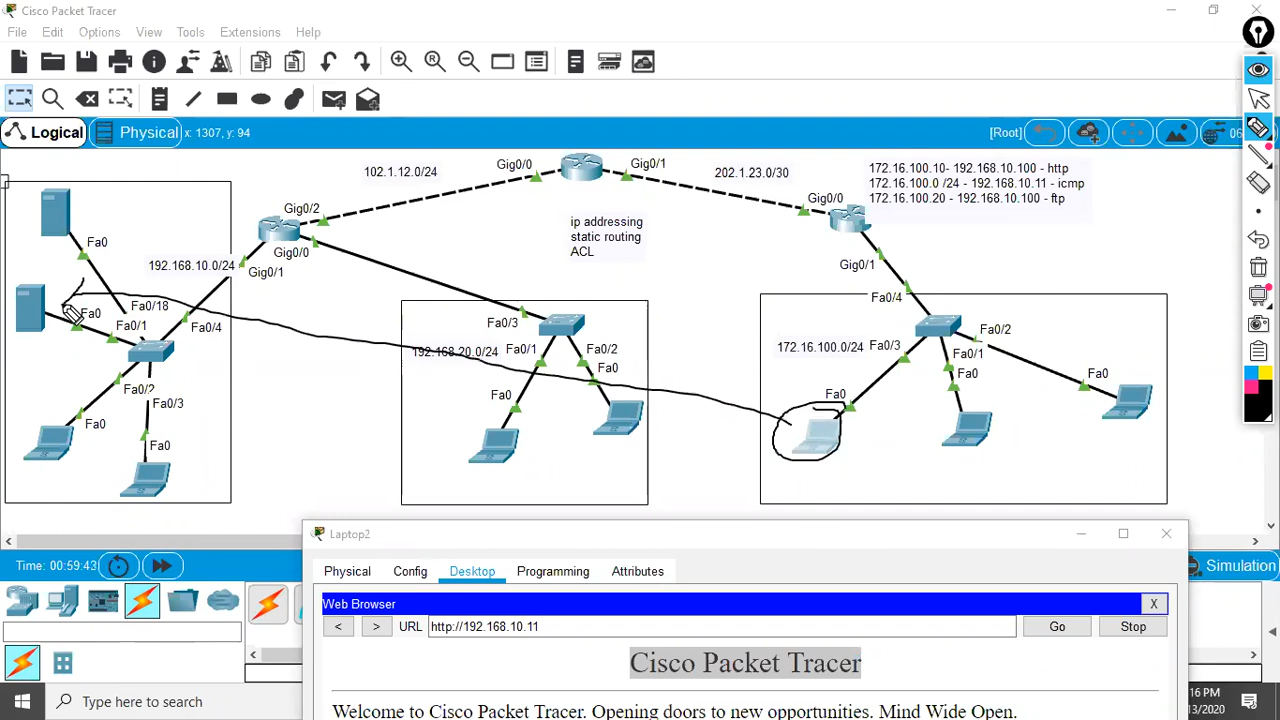 Cisco Packet Tracer
File Edit Options View Tools Extensions Help
Logical Physical x: 1307, y: 94 [Root] 06
102.1.12.0/24 Gig0/0 Gig0/1 202.1.23.0/30
172.16.100.10- 192.168.10.100 - http
172.16.100.0 /24 - 192.168.10.11 - icmp
172.16.100.20 - 192.168.10.100 - ftp
Gig0/2 Gig0/0
ip addressing
static routing
ACL
Fa0 Gig0/0
192.168.10.0/24 Gig0/1 Gig0/1
Fa0/18 Fa0/4
Fa0 Fa0/1 Fa0/4 Fa0/3 Fa0/2
192.168.20.0/24 Fa0/1 Fa0/2 172.16.100.0/24 Fa0/3 Fa0/1
Fa0 Fa0 Fa0
Fa0/2 Fa0 Fa0
Fa0/3
Fa0
Fa0
Laptop2
Time: 00:59:43 Simulation
Physical Config Desktop Programming Attributes
Web Browser X
< > URL http://192.168.10.11 Go Stop
Cisco Packet Tracer
Welcome to Cisco Packet Tracer. Opening doors to new opportunities. Mind Wide Open.
Type here to search
:16 PM
3/2020